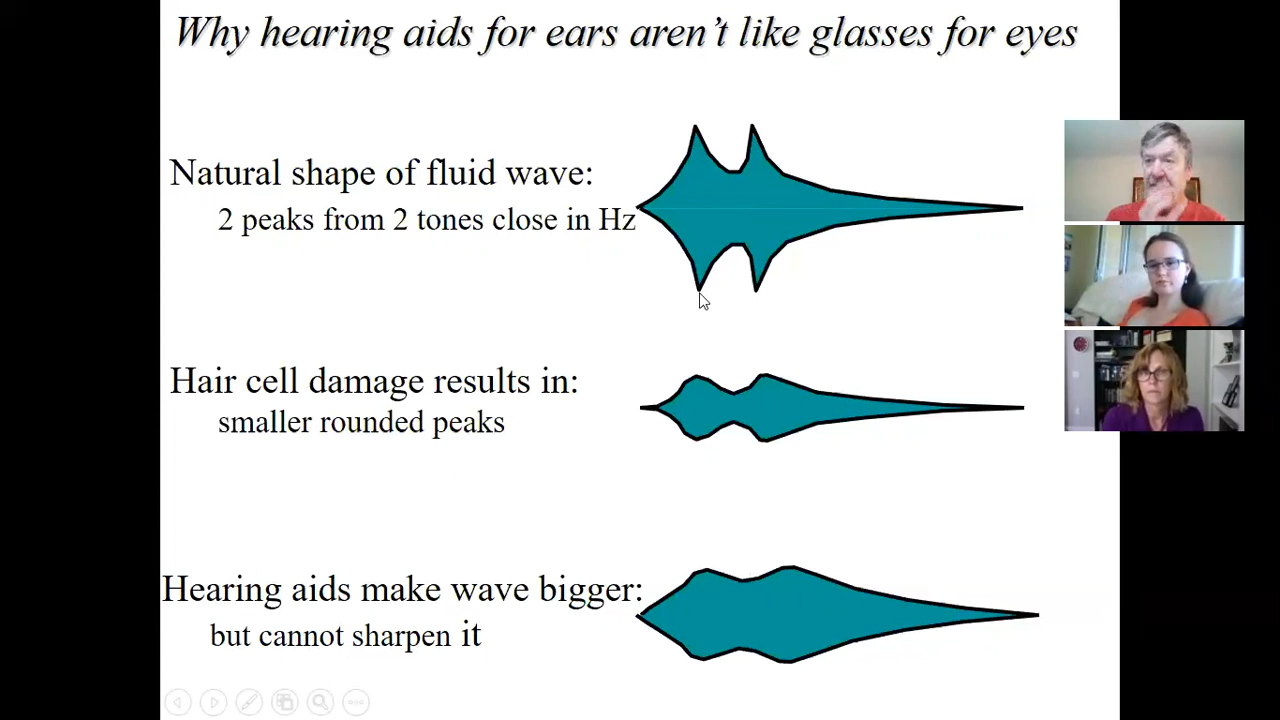 Why hearing aids for ears aren't like glasses for eyes
Natural shape of fluid wave:
2 peaks from 2 tones close in Hz
Hair cell damage results in:
smaller rounded peaks
Hearing aids make wave bigger:
but cannot sharpen it